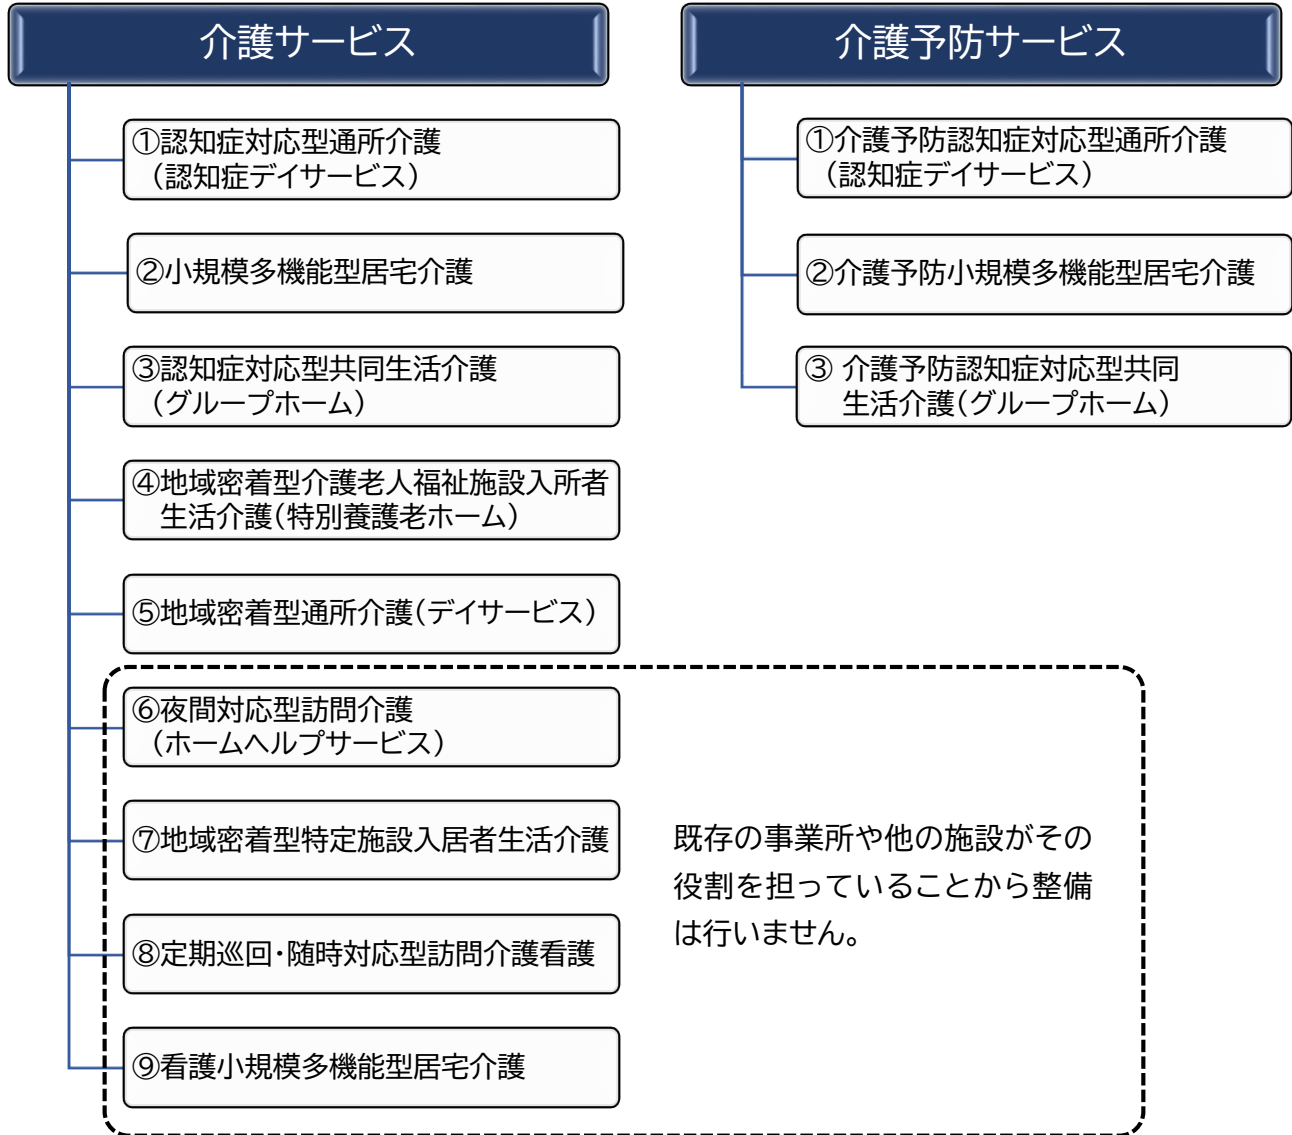 介護サービス
①認知症対応型通所介護
（認知症デイサービス）
②小規模多機能型居宅介護
③認知症対応型共同生活介護
（グループホーム）
④地域密着型介護老人福祉施設入所者
生活介護（特別養護老ホーム）
⑤地域密着型通所介護（デイサービス）
⑥夜間対応型訪問介護
（ホームヘルプサービス）
⑦地域密着型特定施設入居者生活介護
⑧定期巡回・随時対応型訪問介護看護
⑨看護小規模多機能型居宅介護
既存の事業所や他の施設がその
役割を担っていることから整備
は行いません。
介護予防サービス
①介護予防認知症対応型通所介護
（認知症デイサービス）
②介護予防小規模多機能型居宅介護
③ 介護予防認知症対応型共同
生活介護（グループホーム）